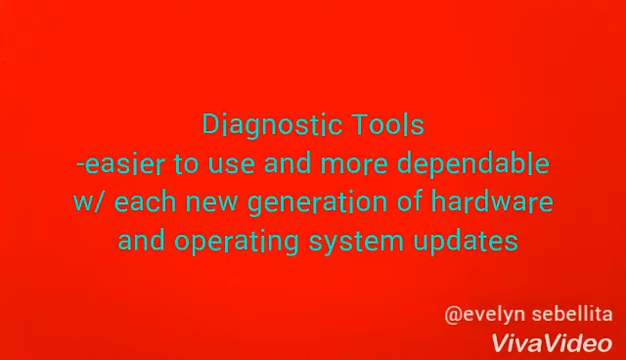 Diagnostic Tools
-easier to use and more dependable
w/ each new generation of hardware
and operating system updates
@evelyn sebellita
VivaVideo